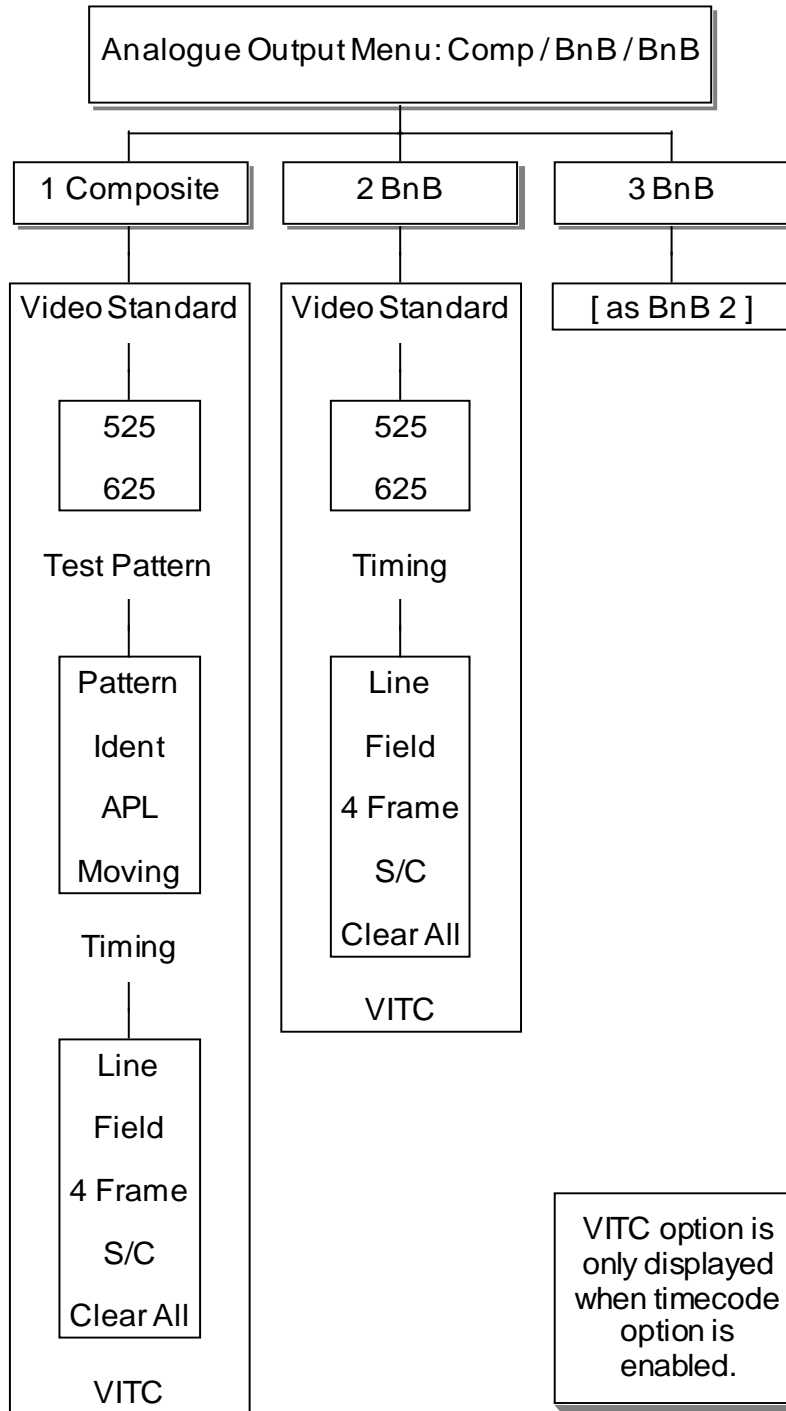 Analogue Output Menu: Comp / BnB / BnB
1 Composite
2 BnB
3 BnB
Video Standard
525
625
Test Pattern
Pattern
Ident
APL
Moving
Timing
Line
Field
4 Frame
S/C
Clear All
VITC
Video Standard
525
625
Timing
Line
Field
4 Frame
S/C
Clear All
VITC
[ as BnB 2 ]
VITC option is
only displayed
when timecode
option is
enabled.